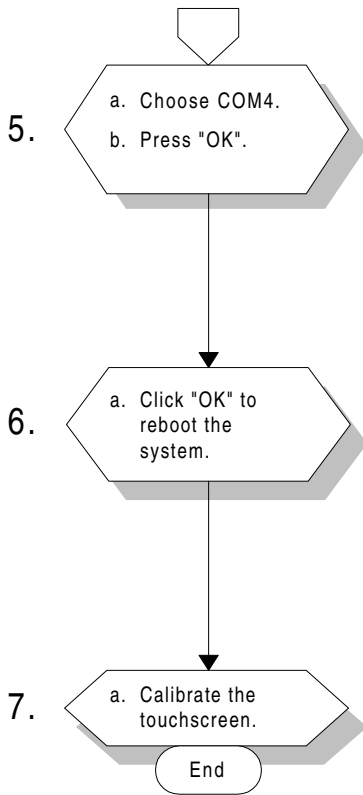 5.
a. Choose COM4.
b. Press "OK".
6.
a. Click "OK" to
reboot the
system.
7.
a. Calibrate the
touchscreen.
End